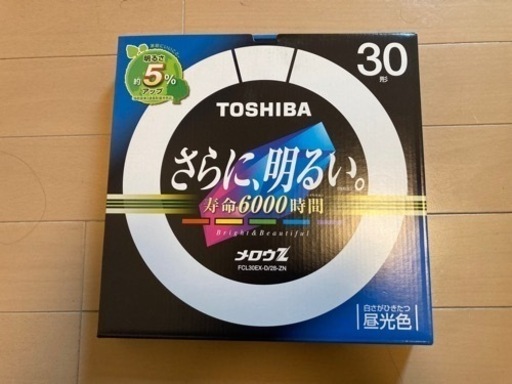 明るさ
約5%
アップ
30
形
TOSHIBA
さらに、明るい。
寿命6000時間
Bright&Beautiful
メロウZ
FCL30EX-D/28-ZN
白さがひきたつ
昼光色